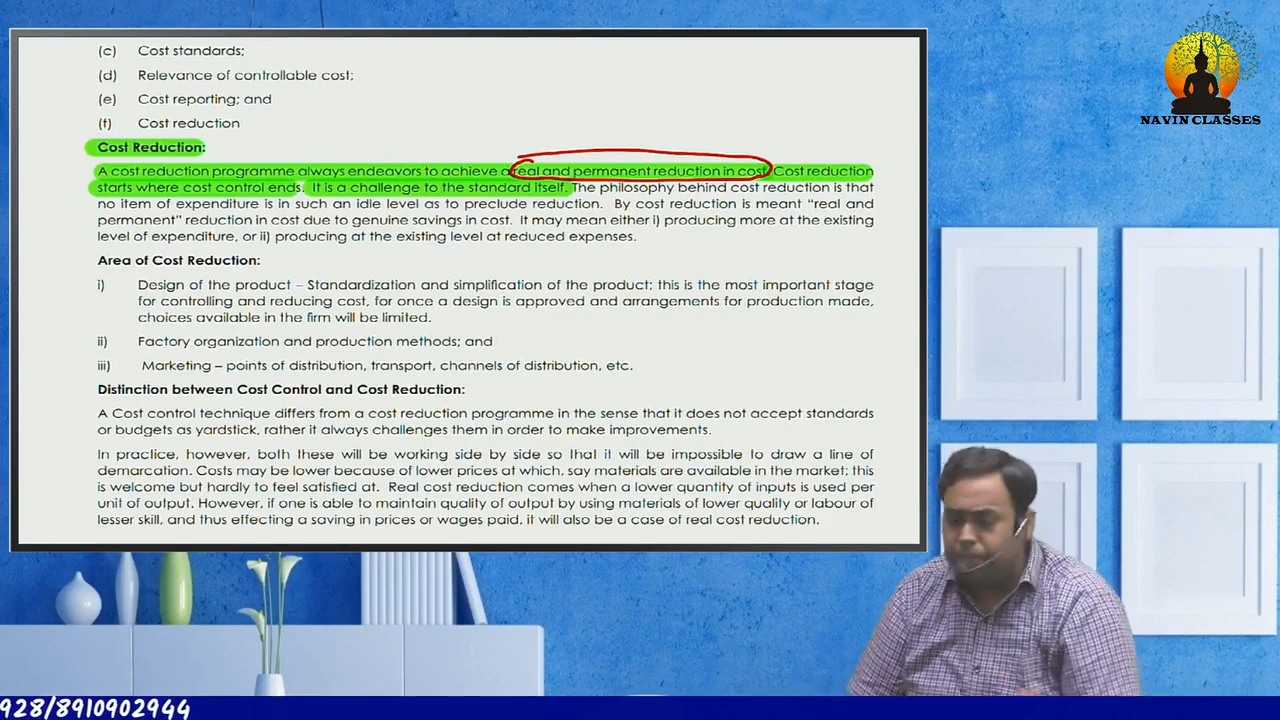 (c) Cost standards;
(d) Relevance of controllable cost;
(e) Cost reporting; and
(f) Cost reduction
Cost Reduction:
A cost reduction programme always endeavors to achieve a real and permanent reduction in cost. Cost reduction
starts where cost control ends. It is a challenge to the standard itself. The philosophy behind cost reduction is that
no item of expenditure is in such an idle level as to preclude reduction. By cost reduction is meant “real and
permanent” reduction in cost due to genuine savings in cost. It may mean either i) producing more at the existing
level of expenditure, or ii) producing at the existing level at reduced expenses.
Area of Cost Reduction:
i) Design of the product – Standardization and simplification of the product; this is the most important stage
for controlling and reducing cost, for once a design is approved and arrangements for production made,
choices available in the firm will be limited.
ii) Factory organization and production methods; and
iii) Marketing – points of distribution, transport, channels of distribution, etc.
Distinction between Cost Control and Cost Reduction:
A Cost control technique differs from a cost reduction programme in the sense that it does not accept standards
or budgets as yardstick, rather it always challenges them in order to make improvements.
In practice, however, both these will be working side by side so that it will be impossible to draw a line of
demarcation. Costs may be lower because of lower prices at which, say materials are available in the market; this
is welcome but hardly to feel satisfied at. Real cost reduction comes when a lower quantity of inputs is used per
unit of output. However, if one is able to maintain quality of output by using materials of lower quality or labour of
lesser skill, and thus effecting a saving in prices or wages paid, it will also be a case of real cost reduction.
NAVIN CLASSES
928/8910902944